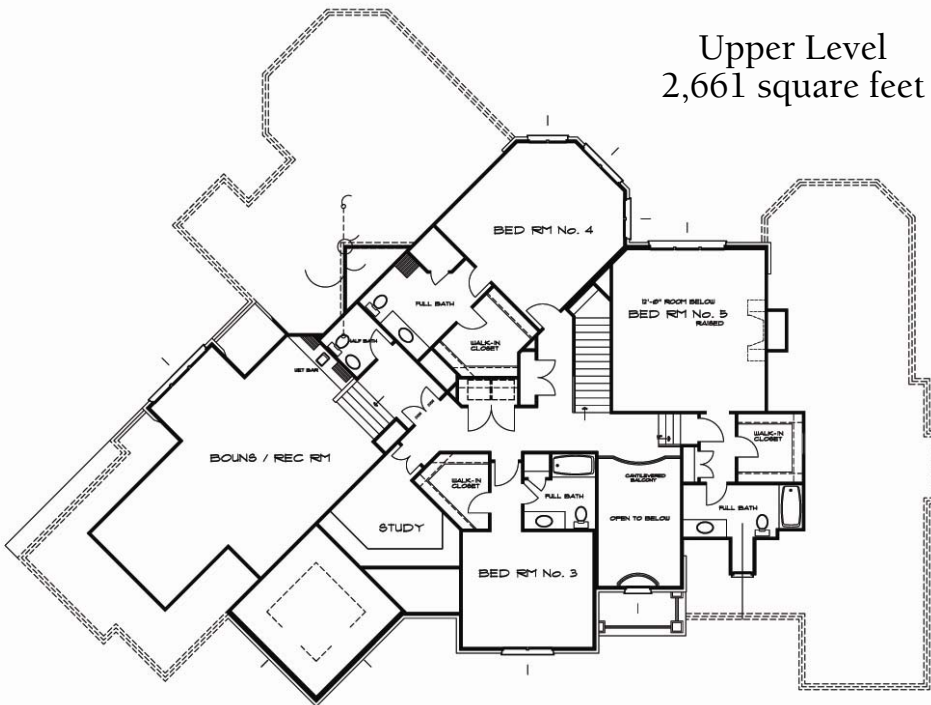 Upper Level
2,661 square feet
BED RM No. 4
12'-6" ROOM BELOW
BED RM No. 5
RAISED
FULL BATH
WALK-IN
CLOSET
HALF BATH
WET BAR
BOUNS / REC RM
WALK-IN
CLOSET
FULL BATH
STUDY
BED RM No. 3
CANTILEVERED
BALCONY
OPEN TO BELOW
WALK-IN
CLOSET
FULL BATH